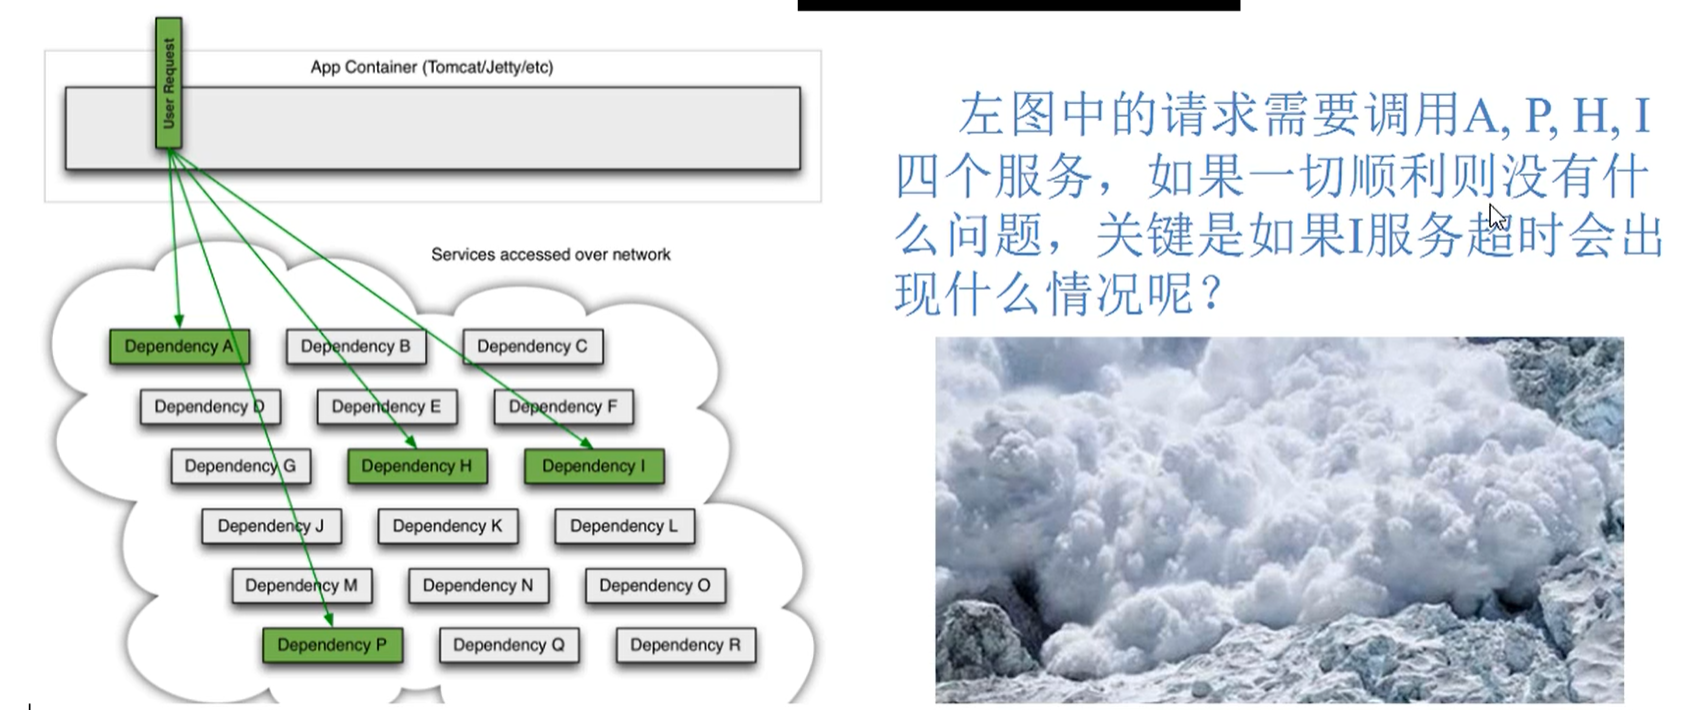 User Request
App Container (Tomcat/Jetty/etc)
Services accessed over network
Dependency A
Dependency B
Dependency C
Dependency D
Dependency E
Dependency F
Dependency G
Dependency H
Dependency I
Dependency J
Dependency K
Dependency L
Dependency M
Dependency N
Dependency O
Dependency P
Dependency Q
Dependency R
左图中的请求需要调用A, P, H, I
四个服务，如果一切顺利则没有什
么问题，关键是如果I服务超时会出
现什么情况呢？